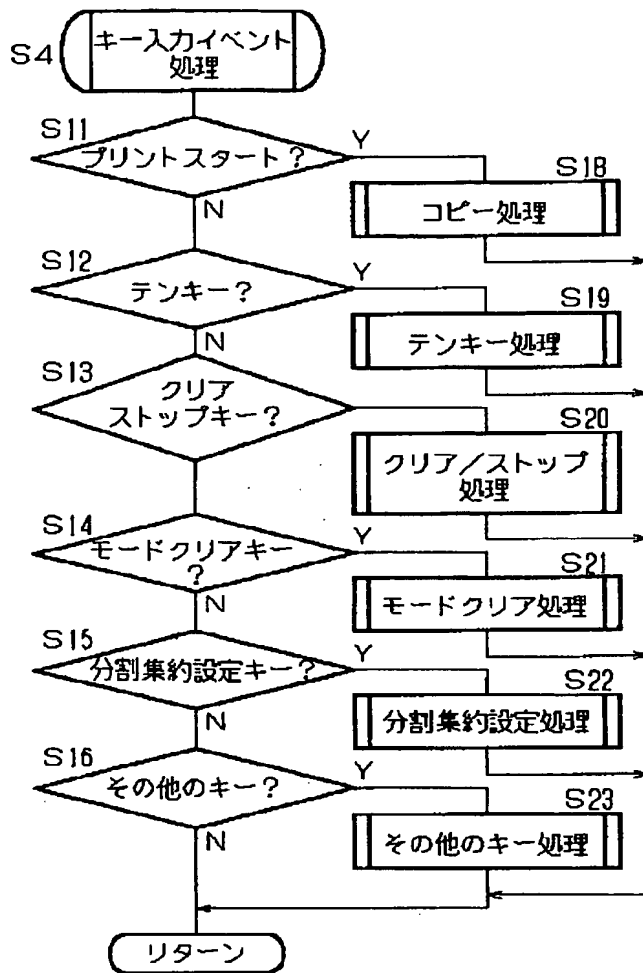 S4
キー入力イベント
処理
S11
プリントスタート？
Y
N
S18
コピー処理
S12
テンキー？
Y
N
S19
テンキー処理
S13
クリア
ストップキー？
S20
クリア／ストップ
処理
S14
モードクリアキー
？
Y
N
S21
モードクリア処理
S15
分割集約設定キー？
Y
N
S22
分割集約設定処理
S16
その他のキー？
Y
N
S23
その他のキー処理
リターン